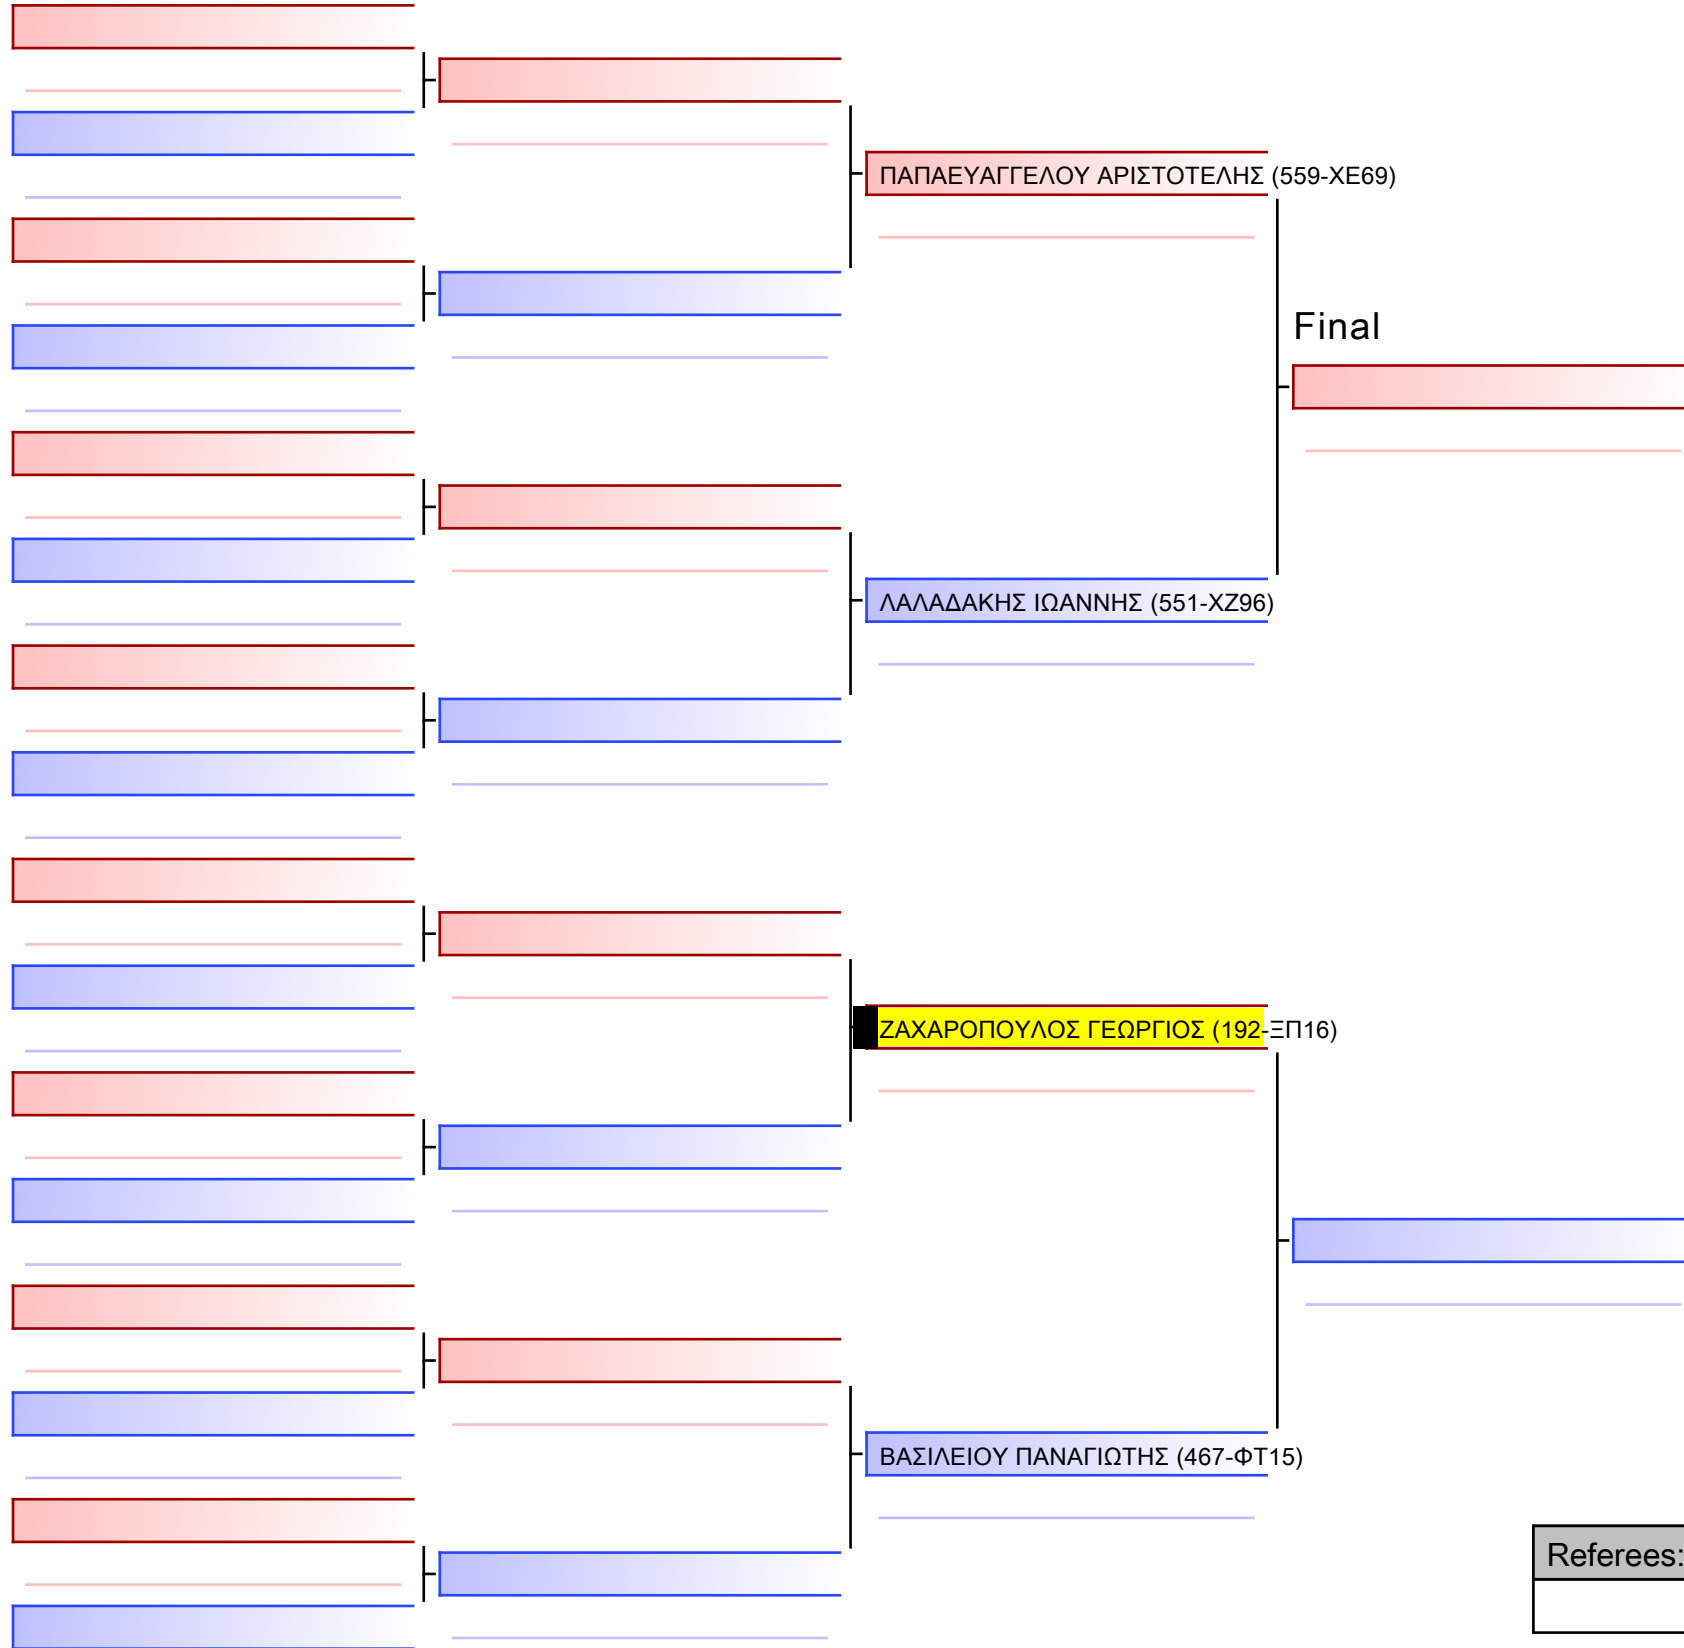 ΠΑΠΑΕΥΑΓΓΕΛΟΥ ΑΡΙΣΤΟΤΕΛΗΣ (559-ΧΕ69)
Final
ΛΑΛΑΔΑΚΗΣ ΙΩΑΝΝΗΣ (551-ΧΖ96)
ΖΑΧΑΡΟΠΟΥΛΟΣ ΓΕΩΡΓΙΟΣ (192-ΞΠ16)
ΒΑΣΙΛΕΙΟΥ ΠΑΝΑΓΙΩΤΗΣ (467-ΦΤ15)
Referees: